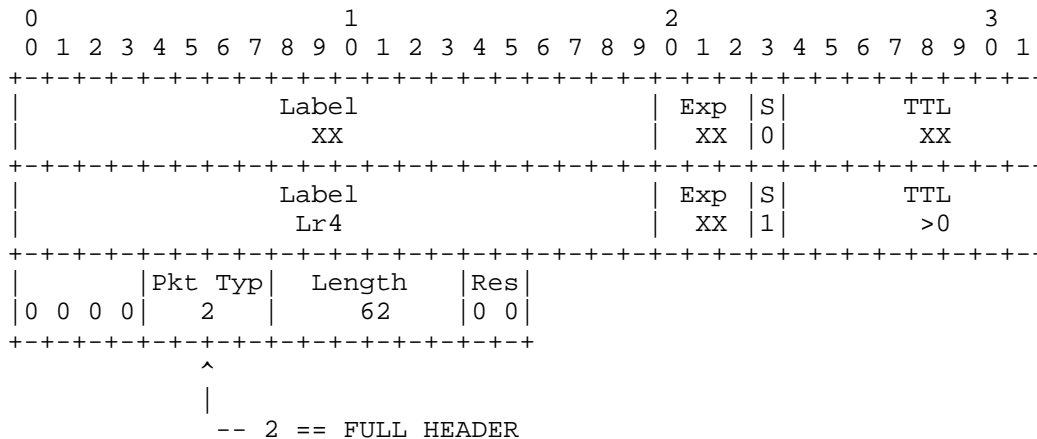 0                   1                   2                   3
 0 1 2 3 4 5 6 7 8 9 0 1 2 3 4 5 6 7 8 9 0 1 2 3 4 5 6 7 8 9 0 1
+-+-+-+-+-+-+-+-+-+-+-+-+-+-+-+-+-+-+-+-+-+-+-+-+-+-+-+-+-+-+-+--
|                Label                  | Exp |S|       TTL
|                  XX                   |  XX |0|        XX
+-+-+-+-+-+-+-+-+-+-+-+-+-+-+-+-+-+-+-+-+-+-+-+-+-+-+-+-+-+-+-+--
|                Label                  | Exp |S|       TTL
|                 Lr4                   |  XX |1|        >0
+-+-+-+-+-+-+-+-+-+-+-+-+-+-+-+-+-+-+-+-+-+-+-+-+-+-+-+-+-+-+-+--
|       |Pkt Typ|  Length   |Res|
|0 0 0 0|   2   |     62    |0 0|
+-+-+-+-+-+-+-+-+-+-+-+-+-+-+-+-+
            ^
            |
             -- 2 == FULL HEADER